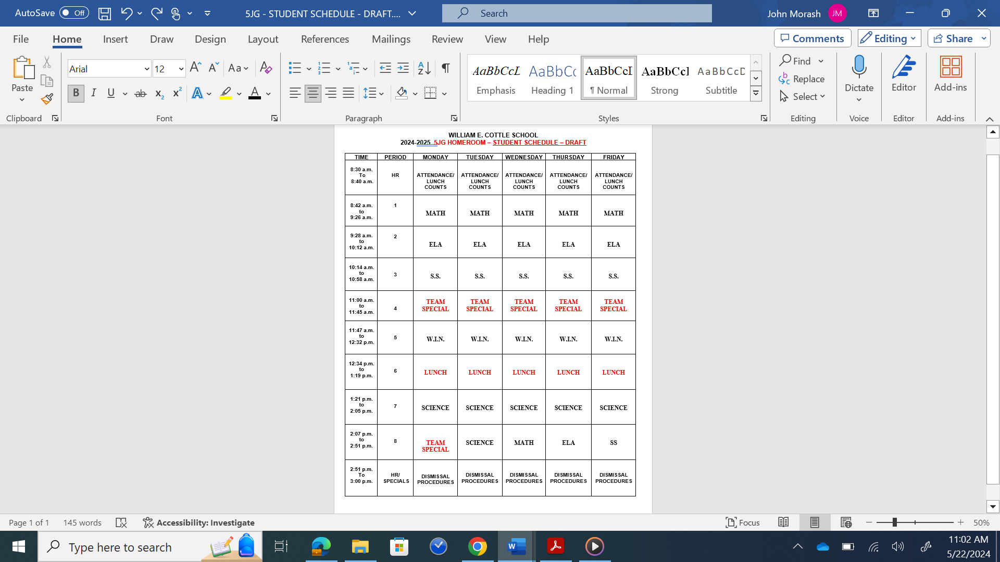 AutoSave Off 5JG - STUDENT SCHEDULE - DRAFT.... Search John Morash JM
File Home Insert Draw Design Layout References Mailings Review View Help Comments Editing Share
Arial 12 Aa
Paste
B I U ab x2 x2 A A
AaBbCcL AaBbCc AaBbCcI AaBbCcl AaBbCcD
Emphasis Heading 1 ¶ Normal Strong Subtitle
Find
Replace
Select
Dictate Editor Add-ins
Clipboard Font Paragraph Styles Editing Voice Editor Add-ins
WILLIAM E. COTTLE SCHOOL
2024-2025 5JG HOMEROOM – STUDENT SCHEDULE – DRAFT
TIME PERIOD MONDAY TUESDAY WEDNESDAY THURSDAY FRIDAY
8:30 a.m.
To
8:40 a.m.
HR
ATTENDANCE/ ATTENDANCE/ ATTENDANCE/ ATTENDANCE/ ATTENDANCE/
LUNCH LUNCH LUNCH LUNCH LUNCH
COUNTS COUNTS COUNTS COUNTS COUNTS
8:42 a.m.
to
9:26 a.m.
1
MATH MATH MATH MATH MATH
9:28 a.m.
to
10:12 a.m.
2
ELA ELA ELA ELA ELA
10:14 a.m.
to
10:58 a.m.
3
S.S. S.S. S.S. S.S. S.S.
11:00 a.m.
to
11:45 a.m.
4
TEAM TEAM TEAM TEAM TEAM
SPECIAL SPECIAL SPECIAL SPECIAL SPECIAL
11:47 a.m.
to
12:32 p.m.
5
W.I.N. W.I.N. W.I.N. W.I.N. W.I.N.
12:34 p.m.
to
1:19 p.m.
6
LUNCH LUNCH LUNCH LUNCH LUNCH
1:21 p.m.
to
2:05 p.m.
7
SCIENCE SCIENCE SCIENCE SCIENCE SCIENCE
2:07 p.m.
to
2:51 p.m.
8
TEAM SCIENCE MATH ELA SS
SPECIAL
2:51 p.m.
To
3:00 p.m.
HR/
SPECIALS
DISMISSAL DISMISSAL DISMISSAL DISMISSAL DISMISSAL
PROCEDURES PROCEDURES PROCEDURES PROCEDURES PROCEDURES
Page 1 of 1 145 words Accessibility: Investigate Focus 50%
Type here to search
11:02 AM
5/22/2024